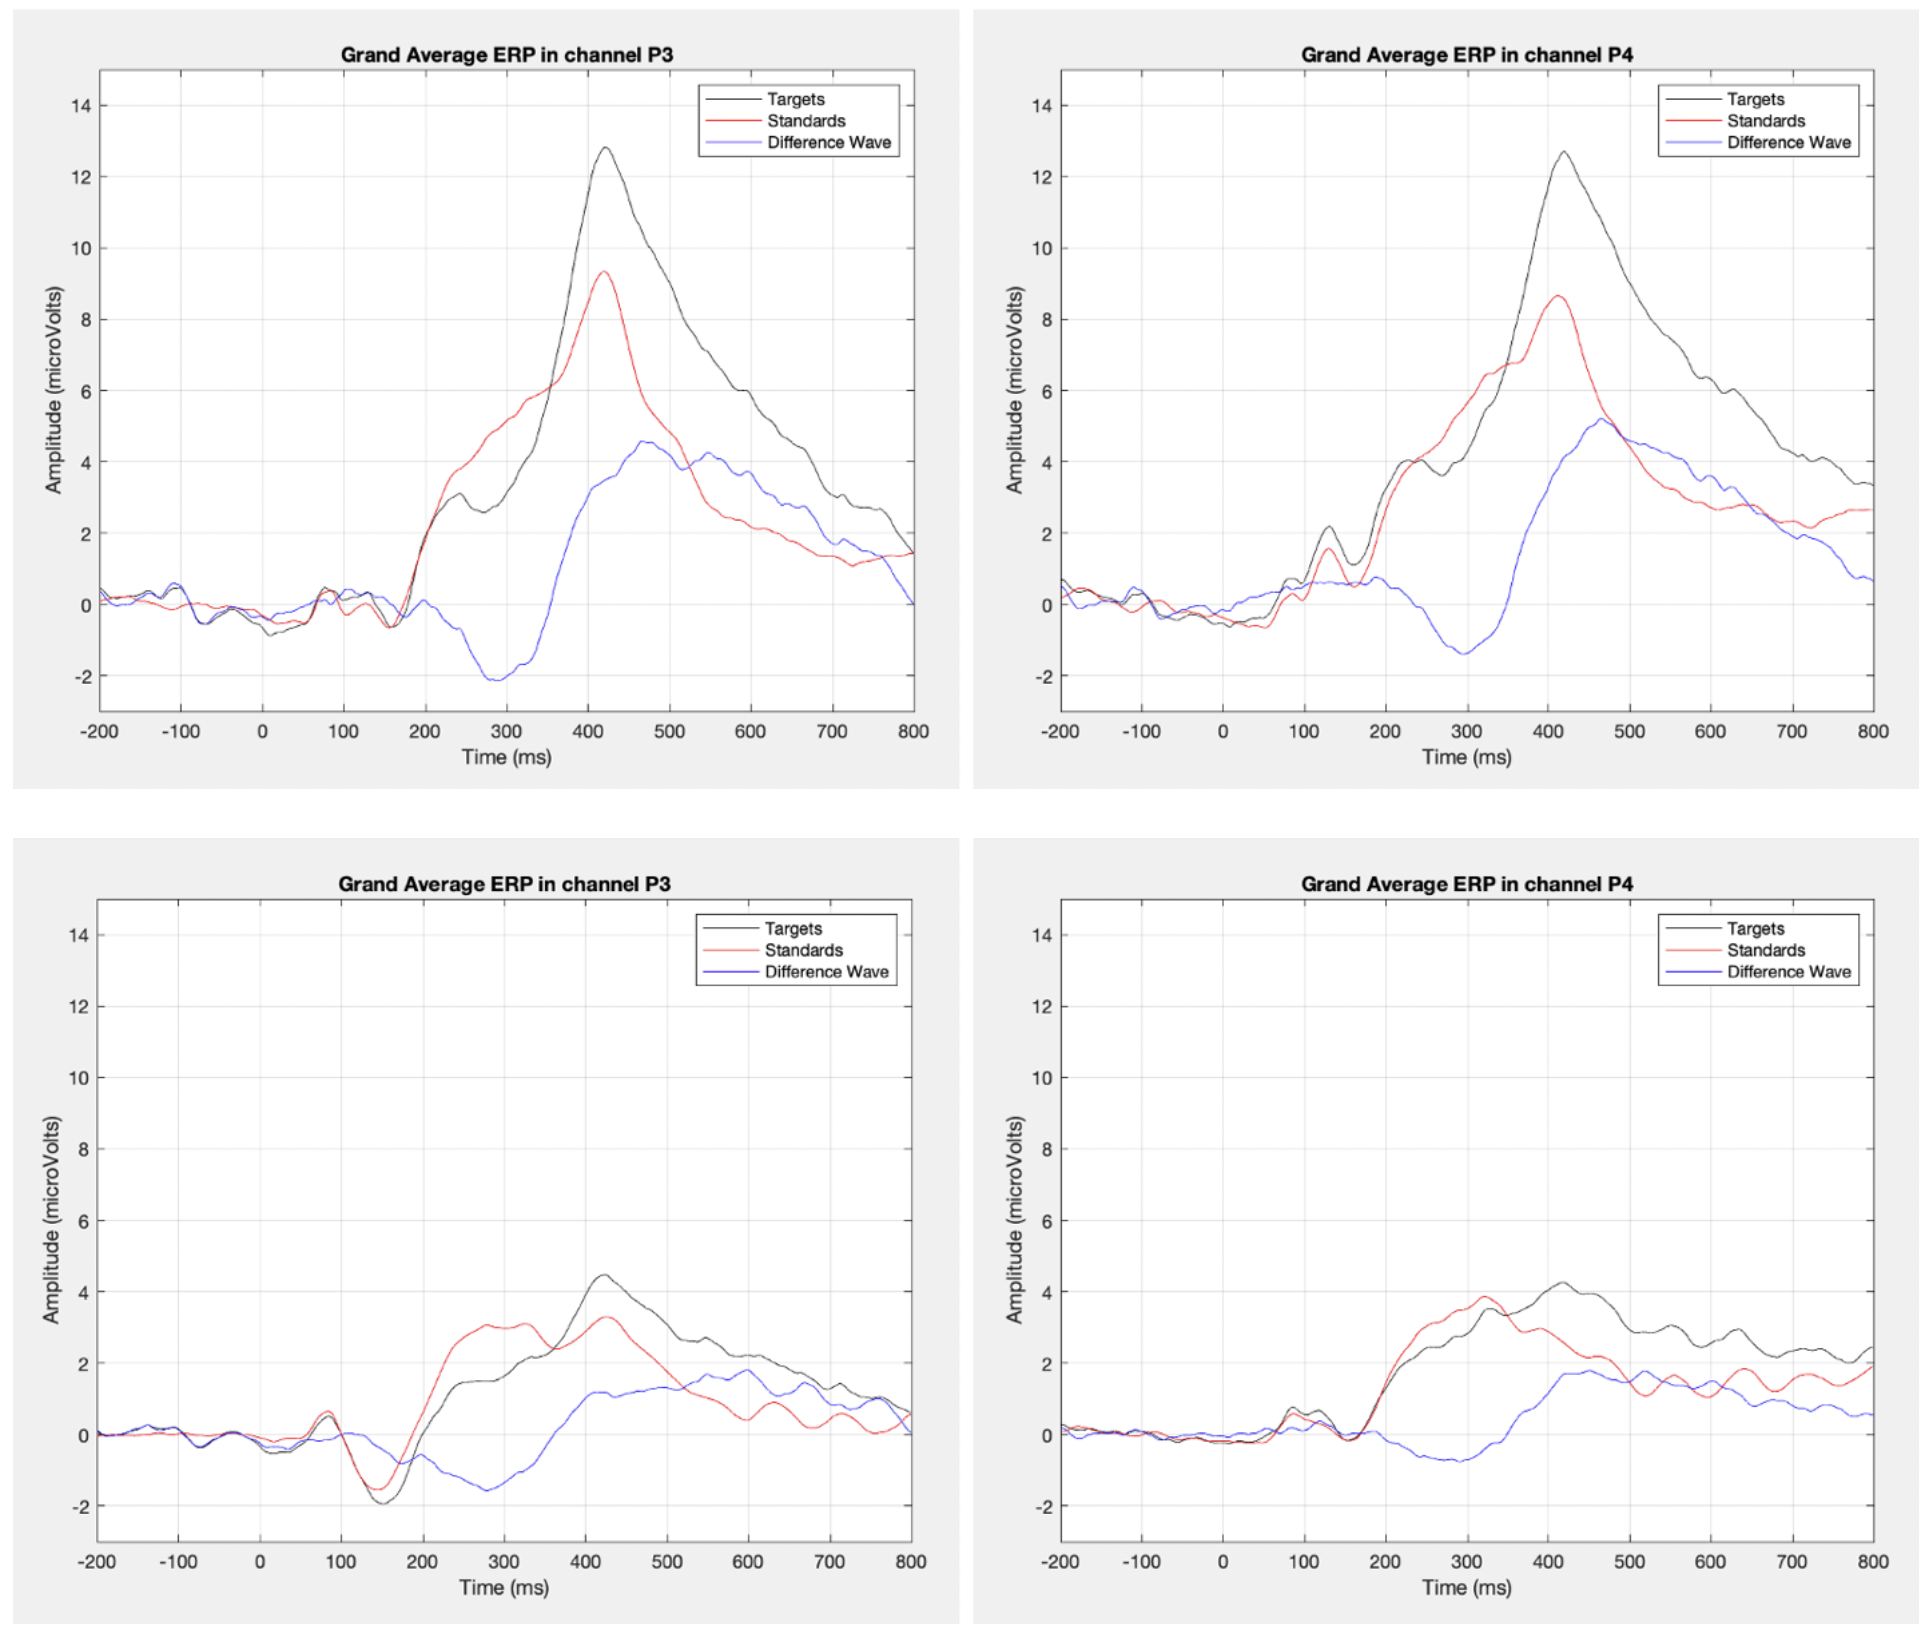 Grand Average ERP in channel P3
Targets
Standards
Difference Wave
14
12
10
8
6
4
2
0
-2
Amplitude (microVolts)
-200 -100 0 100 200 300 400 500 600 700 800
Time (ms)
Grand Average ERP in channel P4
Targets
Standards
Difference Wave
14
12
10
8
6
4
2
0
-2
Amplitude (microVolts)
-200 -100 0 100 200 300 400 500 600 700 800
Time (ms)
Grand Average ERP in channel P3
Targets
Standards
Difference Wave
14
12
10
8
6
4
2
0
-2
Amplitude (microVolts)
-200 -100 0 100 200 300 400 500 600 700 800
Time (ms)
Grand Average ERP in channel P4
Targets
Standards
Difference Wave
14
12
10
8
6
4
2
0
-2
Amplitude (microVolts)
-200 -100 0 100 200 300 400 500 600 700 800
Time (ms)